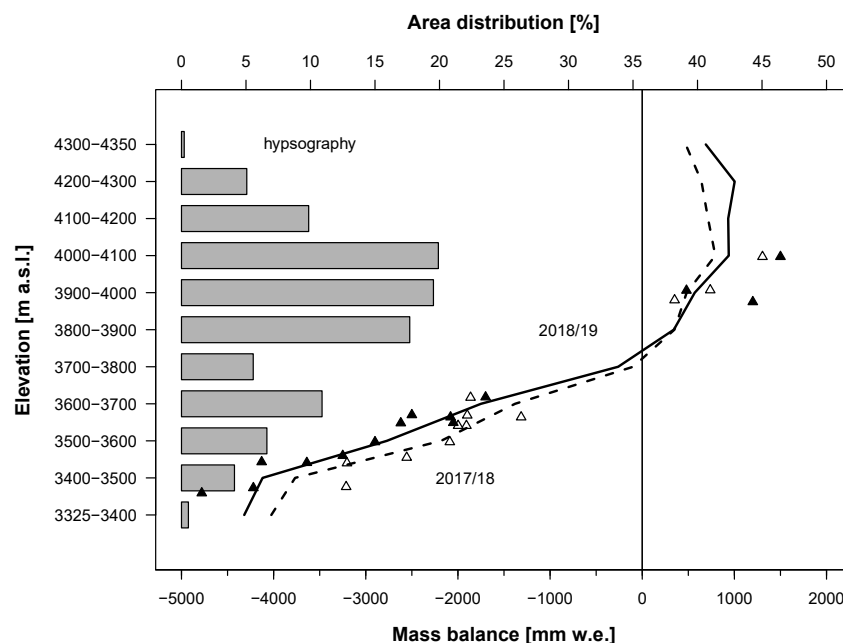 Area distribution [%]
0 5 10 15 20 25 30 35 40 45 50
4300−4350 hypsography
4200−4300
4100−4200
4000−4100
3900−4000
3800−3900 2018/19
3700−3800
3600−3700
3500−3600
3400−3500 2017/18
3325−3400
Elevation [m a.s.l.]
−5000 −4000 −3000 −2000 −1000 0 1000 2000
Mass balance [mm w.e.]